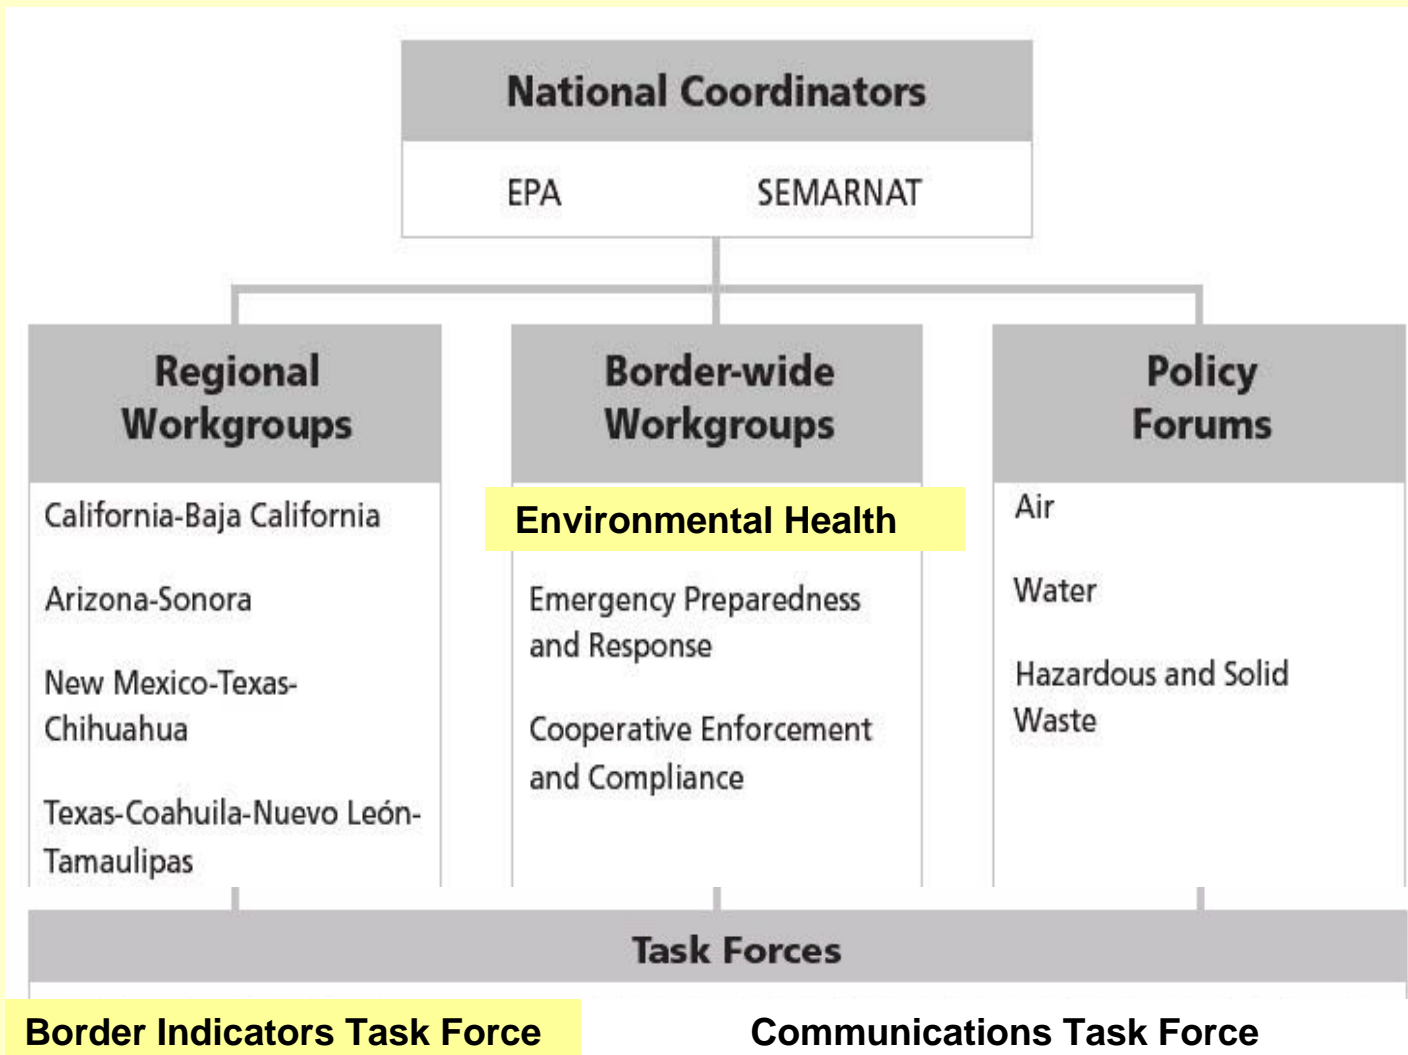 National Coordinators
EPA SEMARNAT
Regional
Workgroups
California-Baja California
Arizona-Sonora
New Mexico-Texas-
Chihuahua
Texas-Coahuila-Nuevo León-
Tamaulipas
Border-wide
Workgroups
Environmental Health
Emergency Preparedness
and Response
Cooperative Enforcement
and Compliance
Policy
Forums
Air
Water
Hazardous and Solid
Waste
Task Forces
Border Indicators Task Force
Communications Task Force